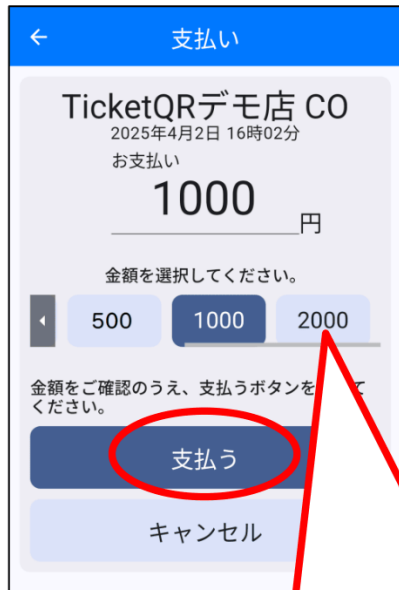 支払い
TicketQRデモ店 CO
2025年4月2日 16時02分
お支払い
1000
円
金額を選択してください。
500 1000 2000
金額をご確認のうえ、支払うボタンを て
ください。
支払う
キャンセル